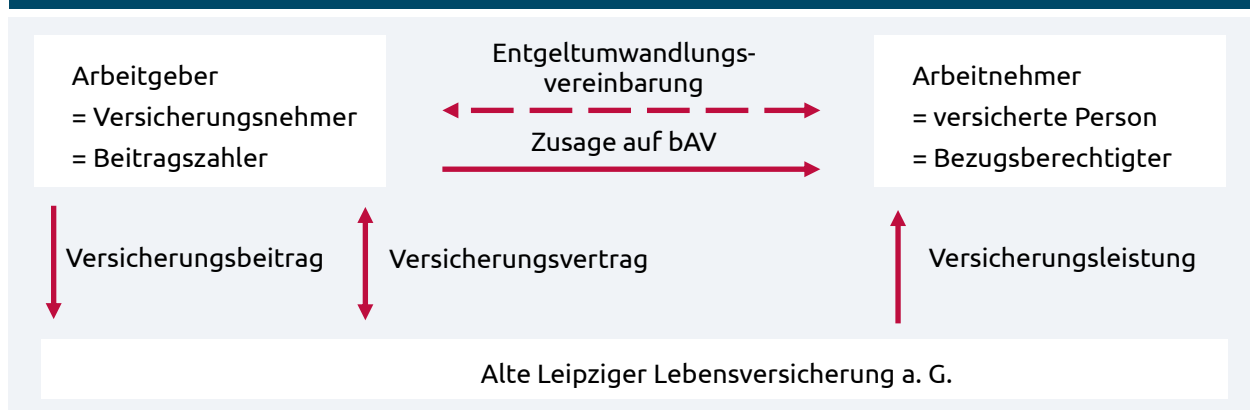 Arbeitgeber
= Versicherungsnehmer
= Beitragszahler
Entgeltumwandlungs-
vereinbarung
Zusage auf bAV
Arbeitnehmer
= versicherte Person
= Bezugsberechtigter
Versicherungsbeitrag
Versicherungsvertrag
Versicherungsleistung
Alte Leipziger Lebensversicherung a. G.